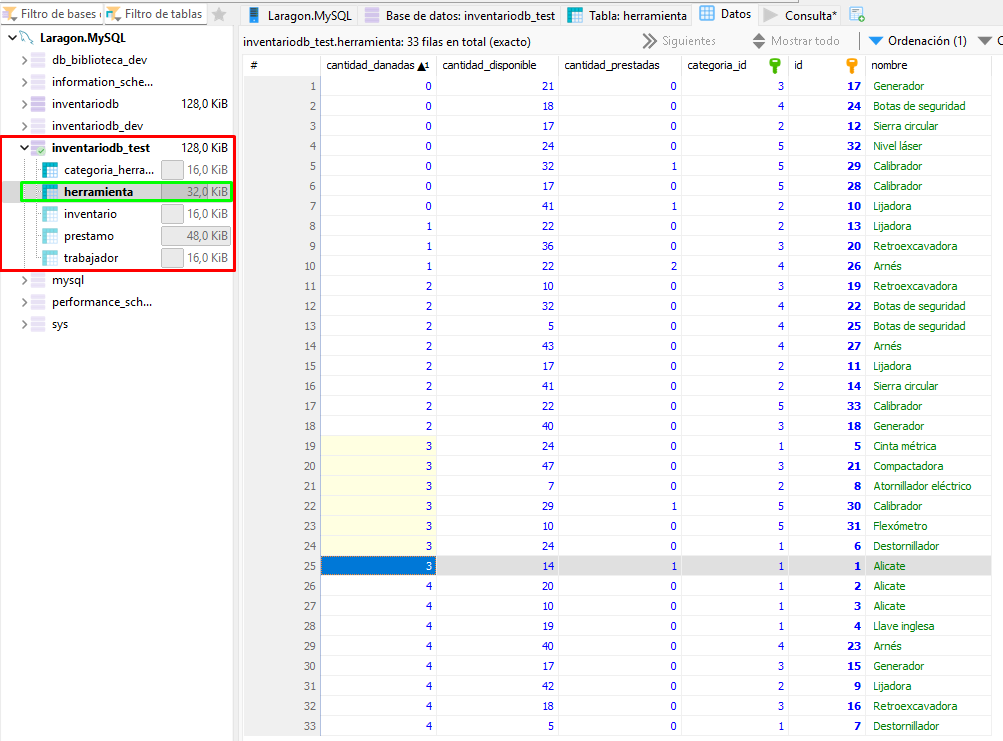 Filtro de bases Filtro de tablas
Laragon.MySQL Base de datos: inventariodb_test Tabla: herramienta Datos Consulta*
Laragon.MySQL
db_biblioteca_dev
information_sche...
inventariodb 128,0 KiB
inventariodb_dev
inventariodb_test 128,0 KiB
categoria_herra... 16,0 KiB
herramienta 32,0 KiB
inventario 16,0 KiB
prestamo 48,0 KiB
trabajador 16,0 KiB
mysql
performance_sch...
sys
inventariodb_test.herramienta: 33 filas en total (exacto) Siguientes Mostrar todo Ordenación (1)
# cantidad_danadas ▲1 cantidad_disponible cantidad_prestadas categoria_id id nombre
1 0 21 0 3 17 Generador
2 0 18 0 4 24 Botas de seguridad
3 0 17 0 2 12 Sierra circular
4 0 24 0 5 32 Nivel láser
5 0 32 1 5 29 Calibrador
6 0 17 0 5 28 Calibrador
7 0 41 1 2 10 Lijadora
8 1 22 0 2 13 Lijadora
9 1 36 0 3 20 Retroexcavadora
10 1 22 2 4 26 Arnés
11 2 10 0 3 19 Retroexcavadora
12 2 32 0 4 22 Botas de seguridad
13 2 5 0 4 25 Botas de seguridad
14 2 43 0 4 27 Arnés
15 2 17 0 2 11 Lijadora
16 2 41 0 2 14 Sierra circular
17 2 22 0 5 33 Calibrador
18 2 40 0 3 18 Generador
19 3 24 0 1 5 Cinta métrica
20 3 47 0 3 21 Compactadora
21 3 7 0 2 8 Atornillador eléctrico
22 3 29 1 5 30 Calibrador
23 3 10 0 5 31 Flexómetro
24 3 24 0 1 6 Destornillador
25 3 14 1 1 1 Alicate
26 4 20 0 1 2 Alicate
27 4 10 0 1 3 Alicate
28 4 19 0 1 4 Llave inglesa
29 4 40 0 4 23 Arnés
30 4 17 0 3 15 Generador
31 4 42 0 2 9 Lijadora
32 4 18 0 3 16 Retroexcavadora
33 4 5 0 1 7 Destornillador